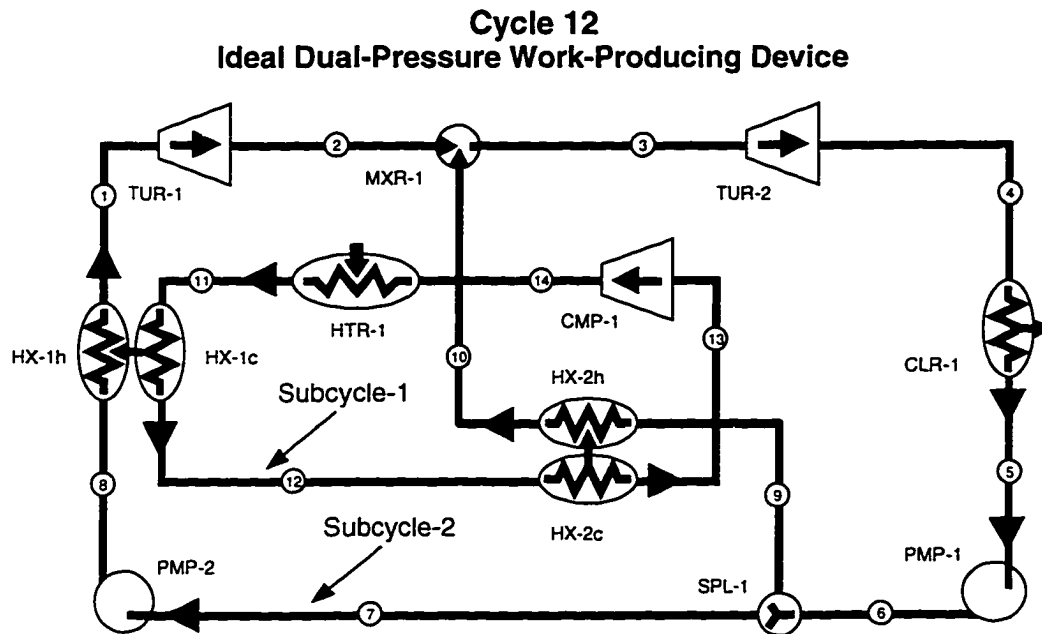 Cycle 12
Ideal Dual-Pressure Work-Producing Device
2
3
TUR-1
MXR-1
TUR-2
1
4
11
14
HTR-1
CMP-1
13
HX-1h
HX-1c
10
CLR-1
HX-2h
Subcycle-1
8
12
9
5
HX-2c
Subcycle-2
PMP-2
SPL-1
PMP-1
7
6